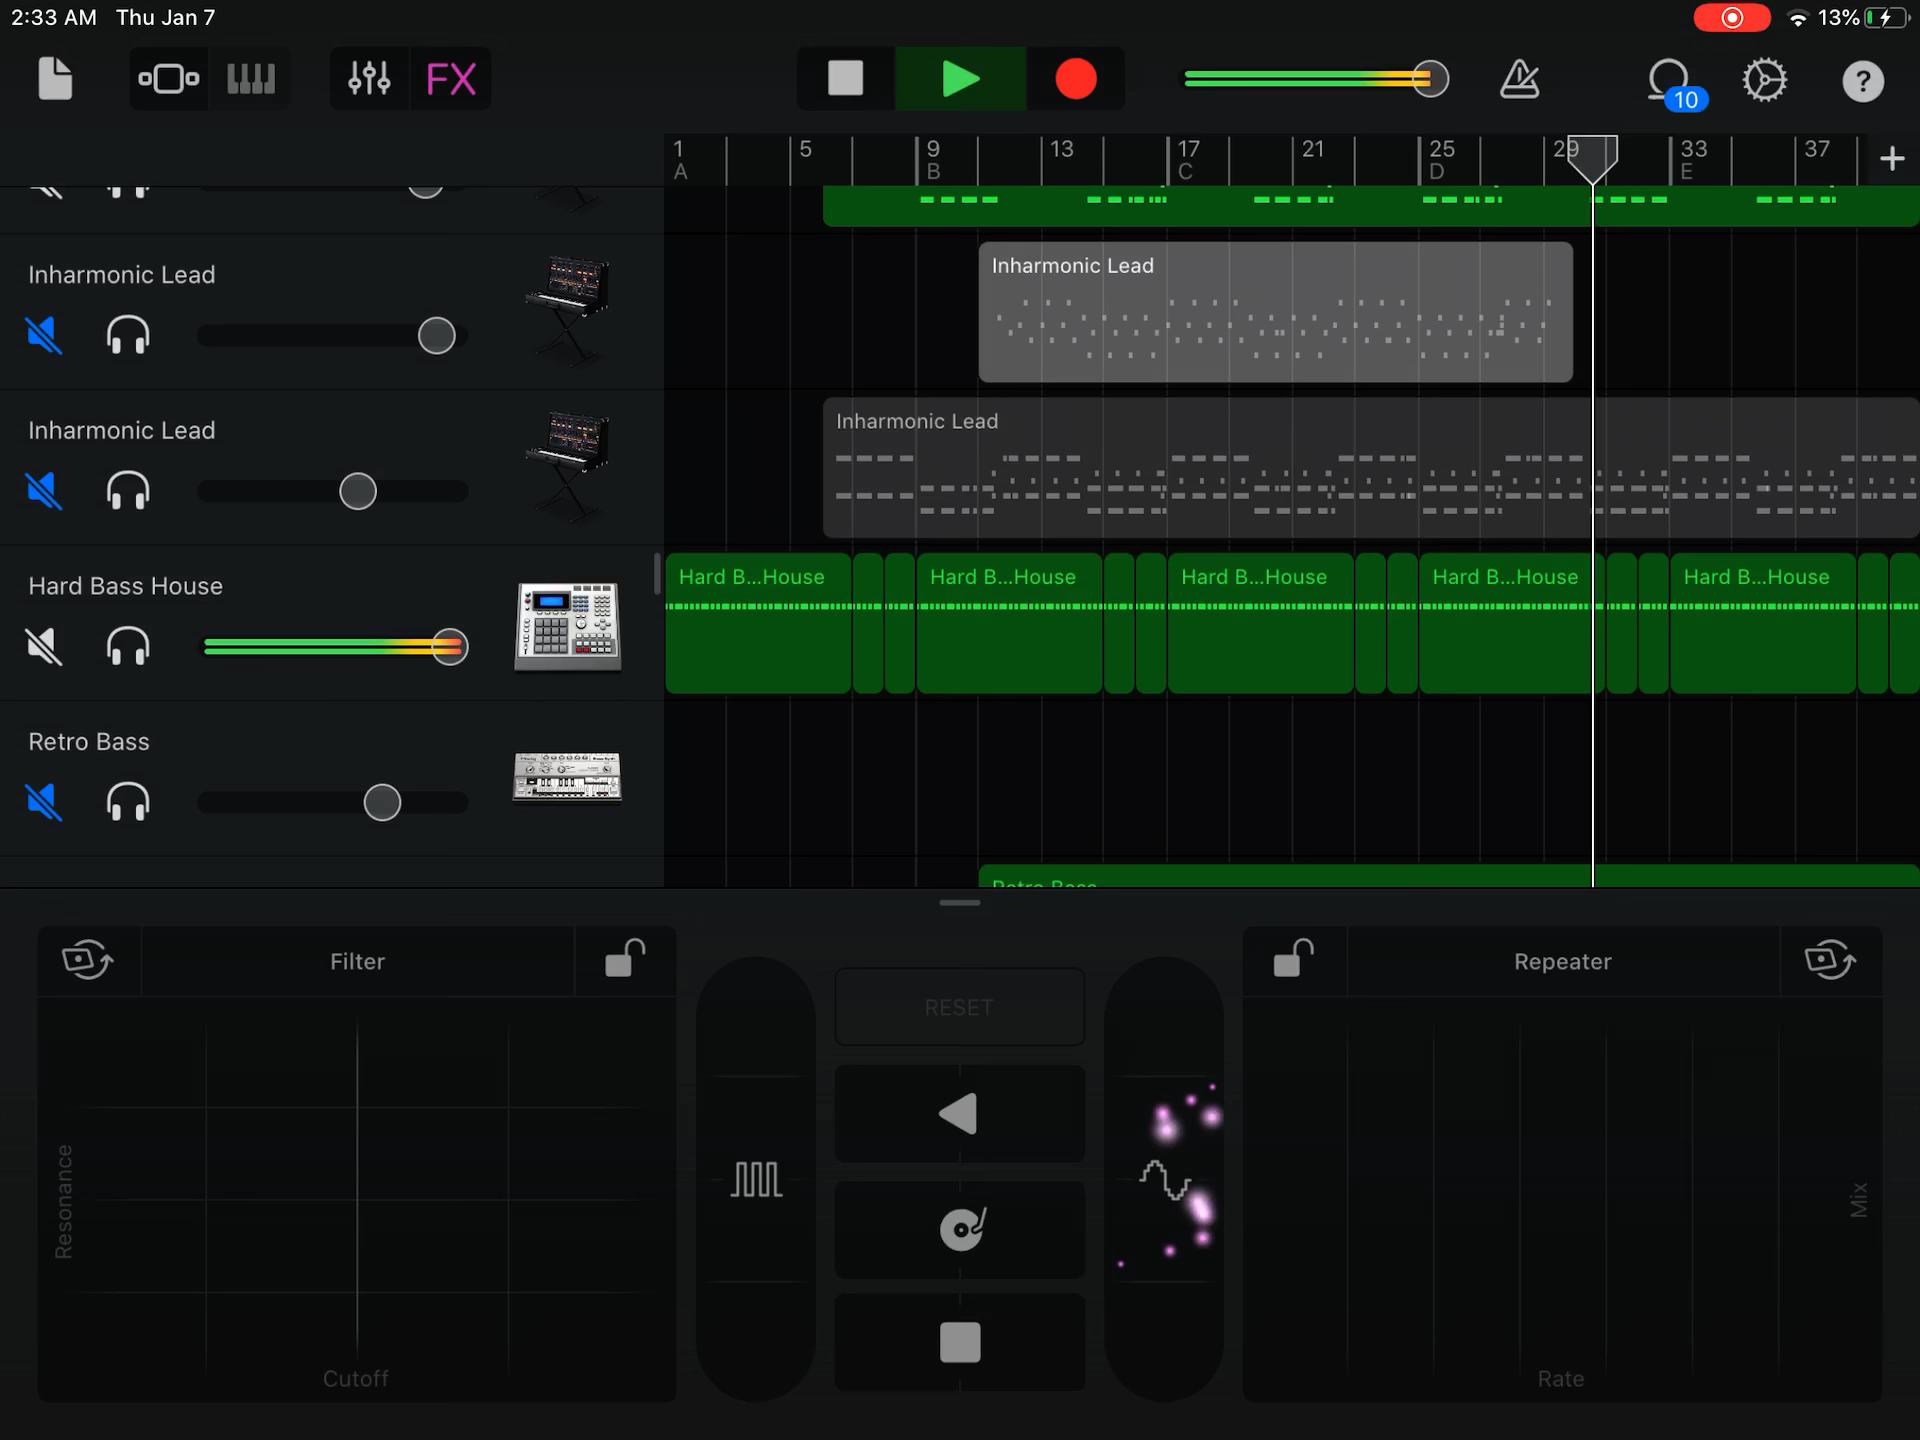 2:33 AM Thu Jan 7
13%
FX
10
?
1 5 9 13 17 21 25 29 33 37
A B C D E
Inharmonic Lead
Inharmonic Lead
Inharmonic Lead
Inharmonic Lead
Hard Bass House
Hard B...House Hard B...House Hard B...House Hard B...House Hard B...House
Retro Bass
Retro Bass
Filter
Repeater
RESET
Resonance
Mix
Cutoff
Rate